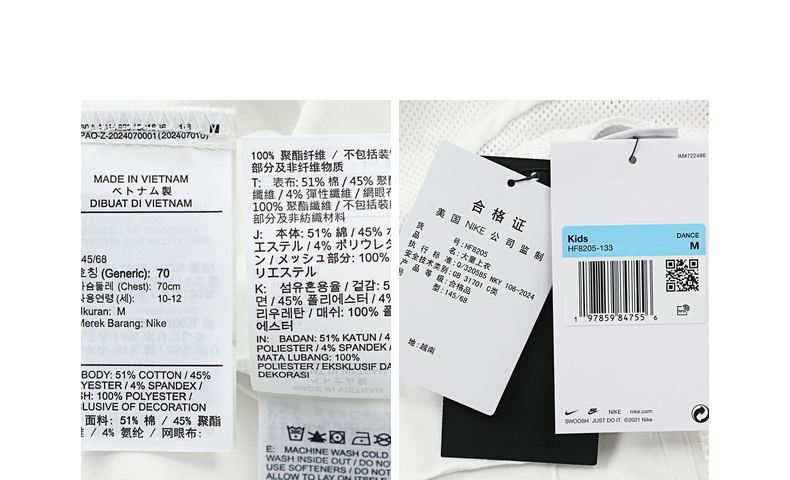 PAO-Z-2024070001(20240701)
MADE IN VIETNAM
ベトナム製
DIBUAT DI VIETNAM
45/68
호칭 (Generic): 70
가슴둘레 (Chest): 70cm
사용연령 (세): 10-12
Ukuran: M
Merek Barang: Nike
BODY: 51% COTTON / 45%
YESTER / 4% SPANDEX /
SH: 100% POLYESTER /
CLUSIVE OF DECORATION
面料: 51% 棉 / 45% 聚酯
/ 4% 氨纶 / 网眼布:
100% 聚酯纤维 / 不包括装
部分及非纤维物质
T: 表布: 51% 棉 / 45% 聚
纖維 / 4% 彈性纖維 / 網眼布
100% 聚酯纖維 / 不包括
部分及非紡織材料
J: 本体: 51% 綿 / 45%
エステル / 4% ポリウレタ
ン / メッシュ部分: 100%
リエステル
K: 섬유혼용율 / 겉감: 5
면 / 45% 폴리에스터 / 4%
리우레탄 / 매쉬: 100% 폴
에스터
IN: BADAN: 51% KATUN / 4
POLIESTER / 4% SPANDEK /
MATA LUBANG: 100%
POLIESTER / EKSKLUSIF DA
DEKORASI
E: MACHINE WASH COLD
WASH INSIDE OUT / DO NO
USE SOFTENERS / DO NOT
ALLOW TO LAY ON ITSELF
合格证
美国 NIKE 公司监制
货 号: HF8205
品 名: 大童上衣
执行标准: Q/320585 NKY 106-2024
安全技术类别: GB 31701 C类
产品等级: 合格品
型: 145/68
地: 越南
IM#722486
Kids
HF8205-133
DANCE
M
1 97859 84755 6
NIKE nike.com
SWOOSH JUST DO IT ©2021 Nike